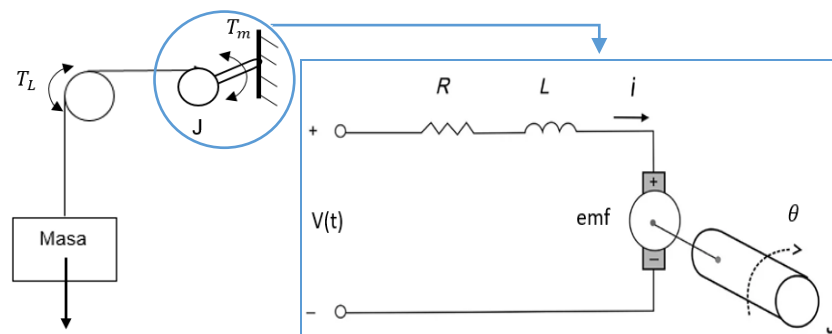 T_m
T_L
J
Masa
R
L
i
+
V(t)
emf
+
−
θ
−
J